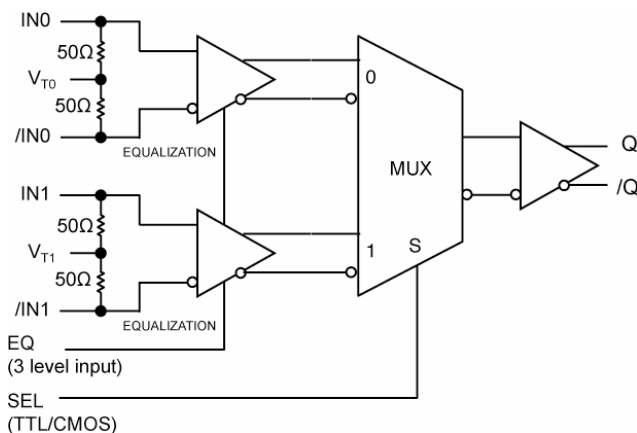 IN0
50Ω
VT0
50Ω
/IN0
EQUALIZATION
0
MUX
Q
/Q
IN1
50Ω
VT1
50Ω
/IN1
EQUALIZATION
1
S
EQ
(3 level input)
SEL
(TTL/CMOS)